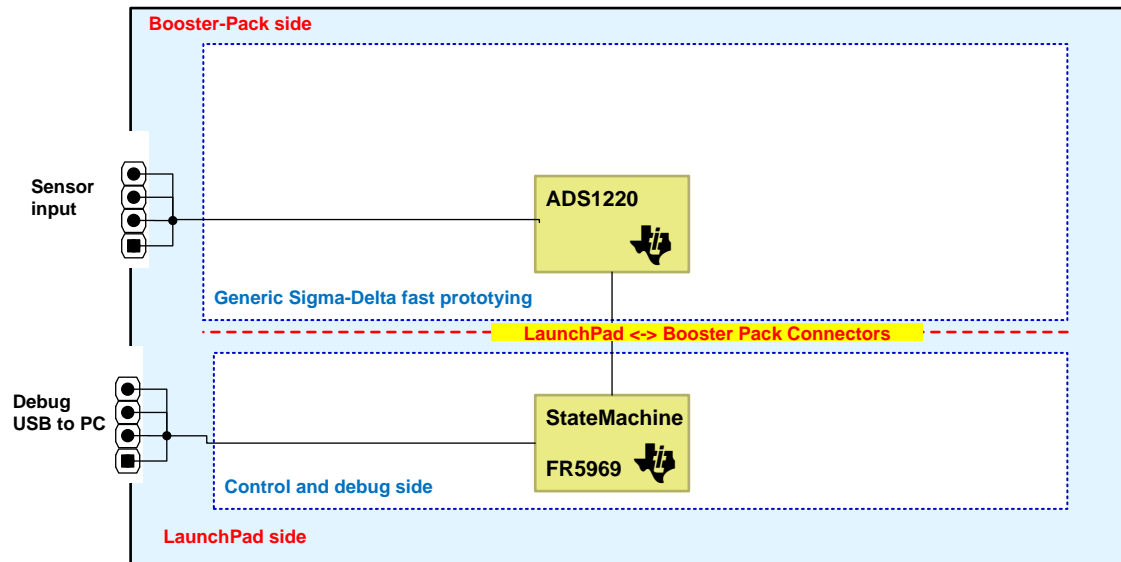 Booster-Pack side
Sensor
input
ADS1220
Generic Sigma-Delta fast prototying
LaunchPad <-> Booster Pack Connectors
Debug
USB to PC
StateMachine
FR5969
Control and debug side
LaunchPad side